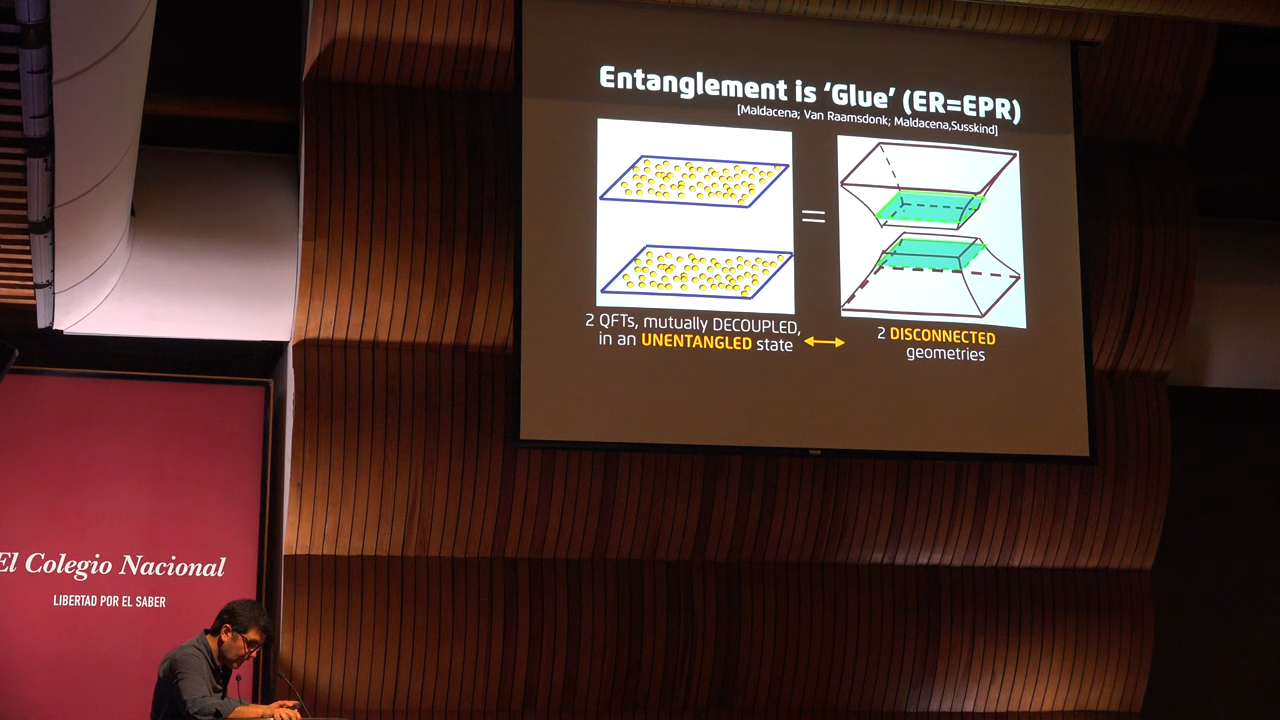 Entanglement is ‘Glue’ (ER=EPR)
[Maldacena; Van Raamsdonk; Maldacena,Susskind]
=
2 QFTs, mutually DECOUPLED,
in an UNENTANGLED state
2 DISCONNECTED
geometries
El Colegio Nacional
LIBERTAD POR EL SABER